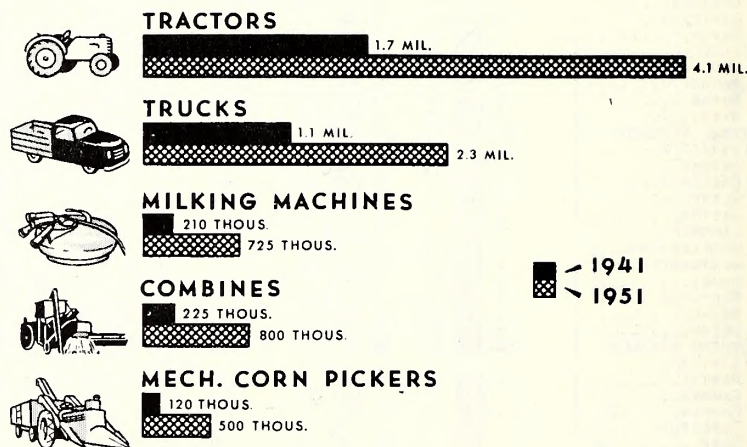 TRACTORS
1.7 MIL.
4.1 MIL.
TRUCKS
1.1 MIL.
2.3 MIL.
MILKING MACHINES
210 THOUS.
725 THOUS.
1941
1951
COMBINES
225 THOUS.
800 THOUS.
MECH. CORN PICKERS
120 THOUS.
500 THOUS.